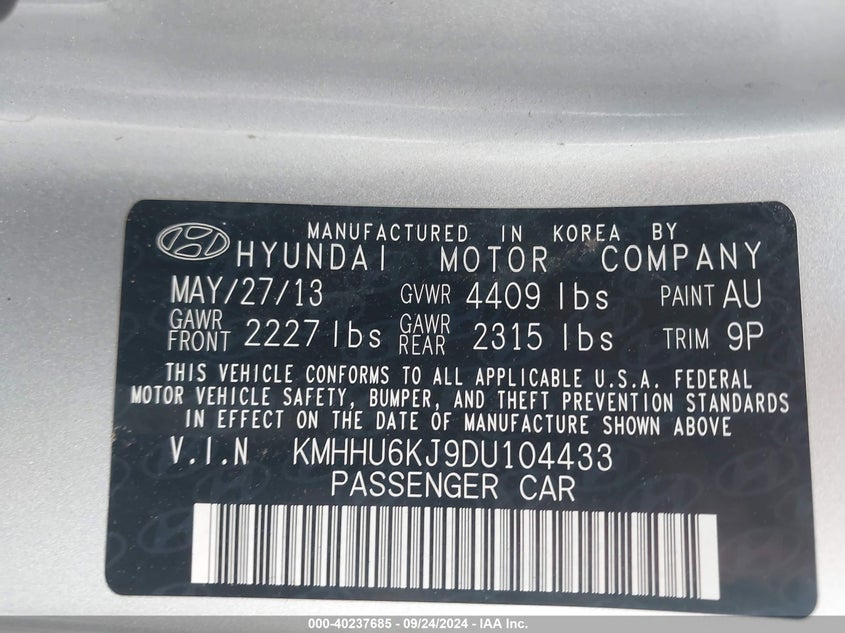 MANUFACTURED IN KOREA BY
HYUNDAI MOTOR COMPANY
MAY/27/13 GVWR 4409 lbs PAINT AU
GAWR FRONT 2227 lbs GAWR REAR 2315 lbs TRIM 9P
THIS VEHICLE CONFORMS TO ALL APPLICABLE U.S.A. FEDERAL
MOTOR VEHICLE SAFETY, BUMPER, AND THEFT PREVENTION STANDARDS
IN EFFECT ON THE DATE OF MANUFACTURE SHOWN ABOVE
V.I.N KMHHU6KJ9DU104433
PASSENGER CAR
000-40237685 - 09/24/2024 - IAA Inc.